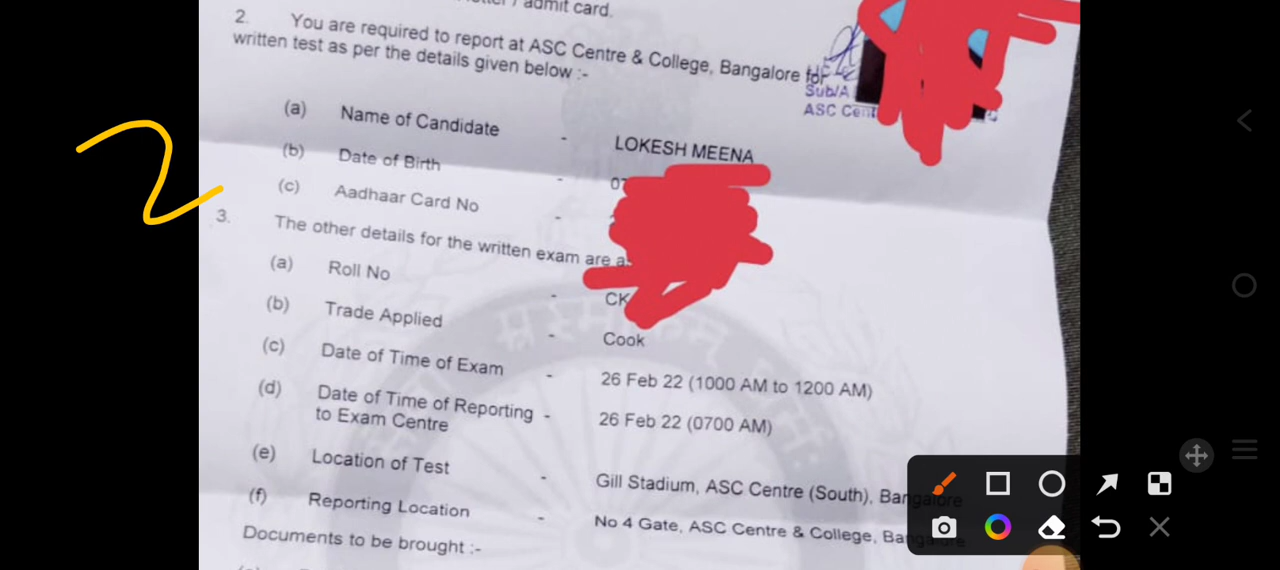 admit card.
2. You are required to report at ASC Centre & College, Bangalore for
written test as per the details given below :-
Sub/A
ASC Cent
(a) Name of Candidate - LOKESH MEENA
(b) Date of Birth - 07
(c) Aadhaar Card No -
3. The other details for the written exam are as
(a) Roll No - CK
(b) Trade Applied - Cook
(c) Date of Time of Exam - 26 Feb 22 (1000 AM to 1200 AM)
(d) Date of Time of Reporting - 26 Feb 22 (0700 AM)
to Exam Centre
(e) Location of Test - Gill Stadium, ASC Centre (South), Bangalore
(f) Reporting Location - No 4 Gate, ASC Centre & College, Bangalore
Documents to be brought :-